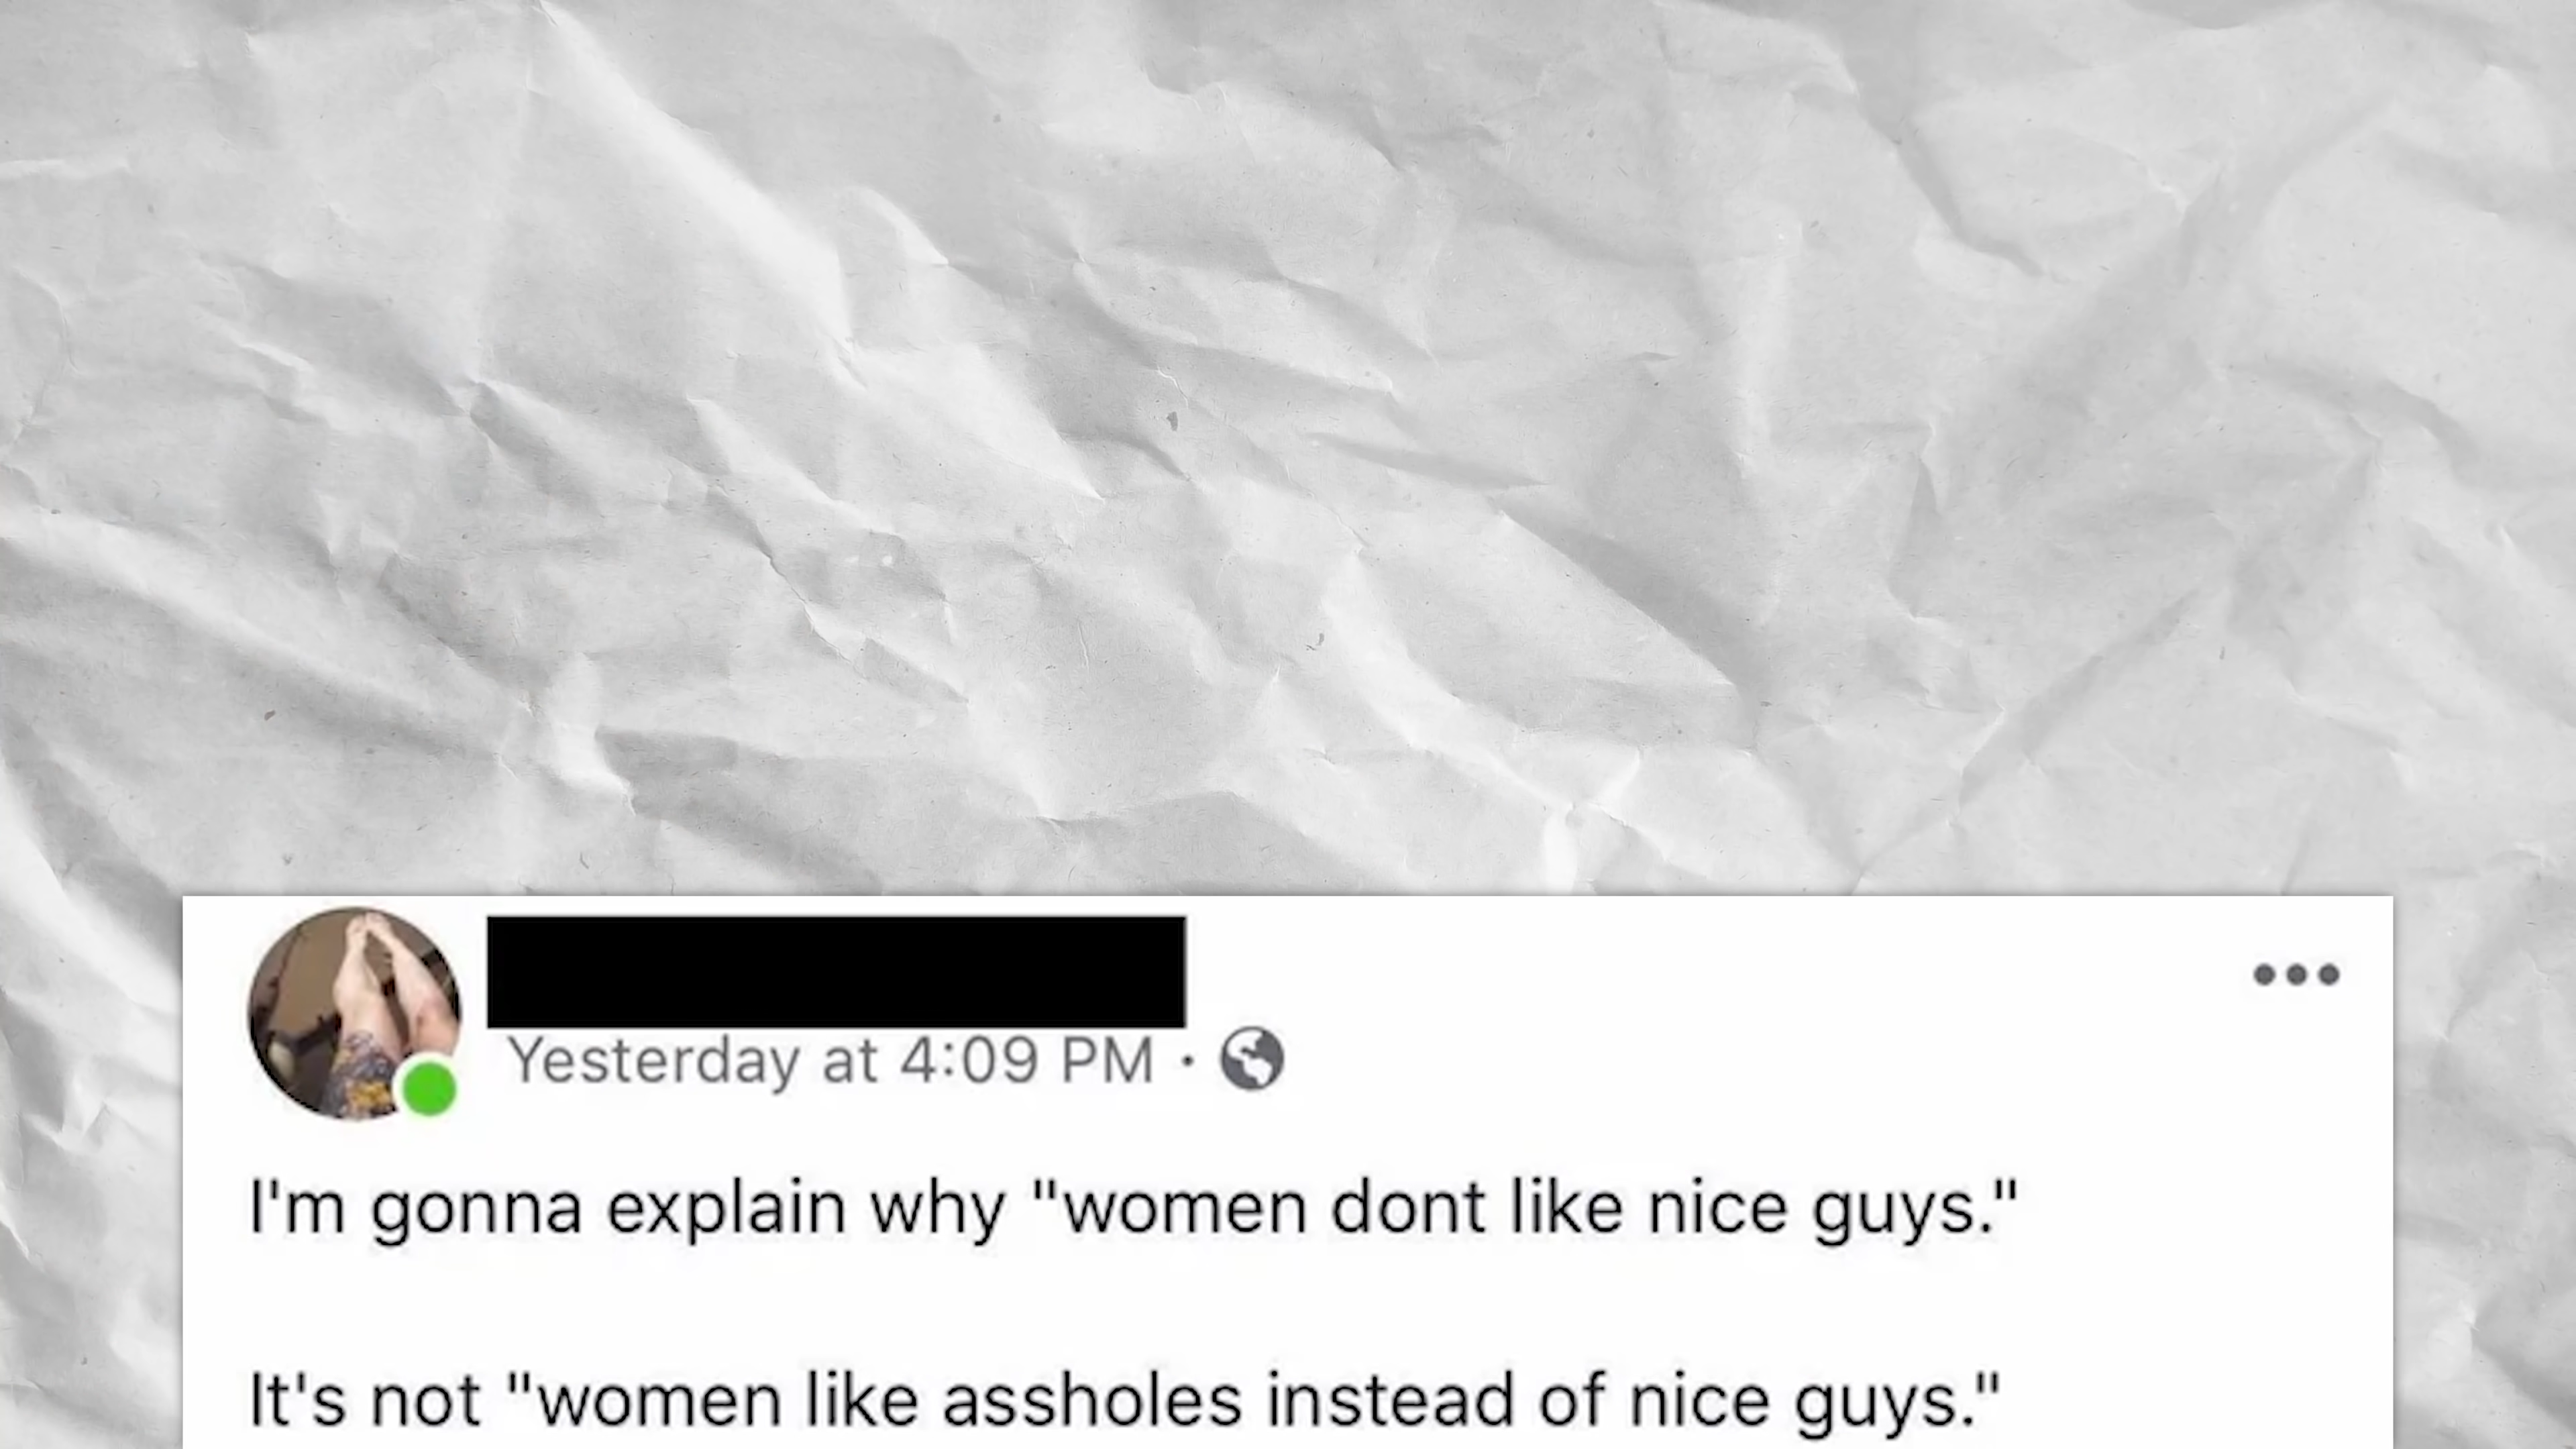 Yesterday at 4:09 PM ·
I'm gonna explain why "women dont like nice guys."
It's not "women like assholes instead of nice guys."